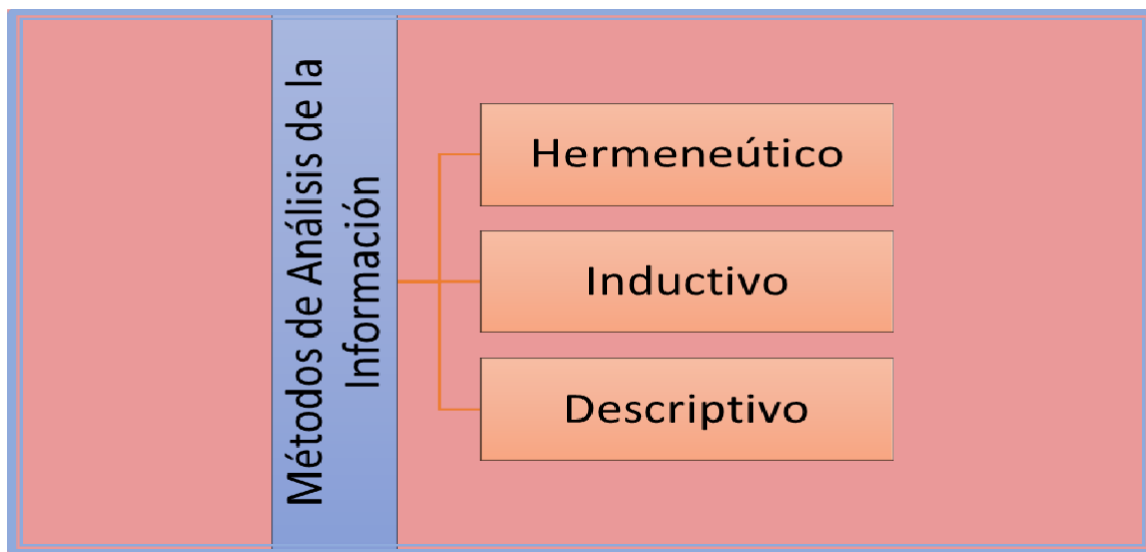 Métodos de Análisis de la
Información
Hermeneútico
Inductivo
Descriptivo